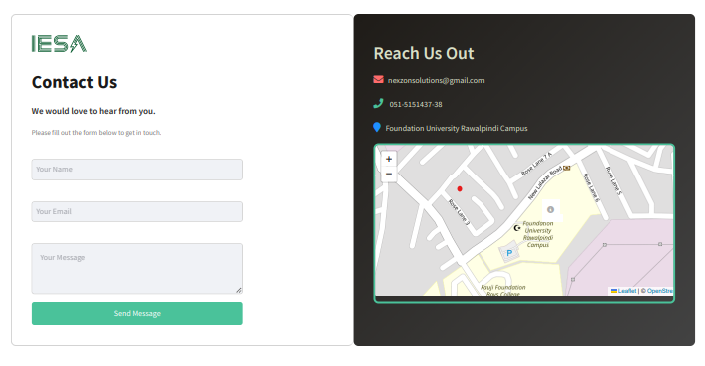 IESA
Contact Us
We would love to hear from you.
Please fill out the form below to get in touch.
Your Name
Your Email
Your Message
Send Message
Reach Us Out
nexzonsolutions@gmail.com
051-5151437-38
Foundation University Rawalpindi Campus
+
−
Rose Lane 7 A
New Lalazar Road
Rose Lane 6
Rose Lane 5
Rose Lane 3
Foundation
University
Rawalpindi
Campus
P
Fauji Foundation
Boys College
Leaflet | © OpenStre